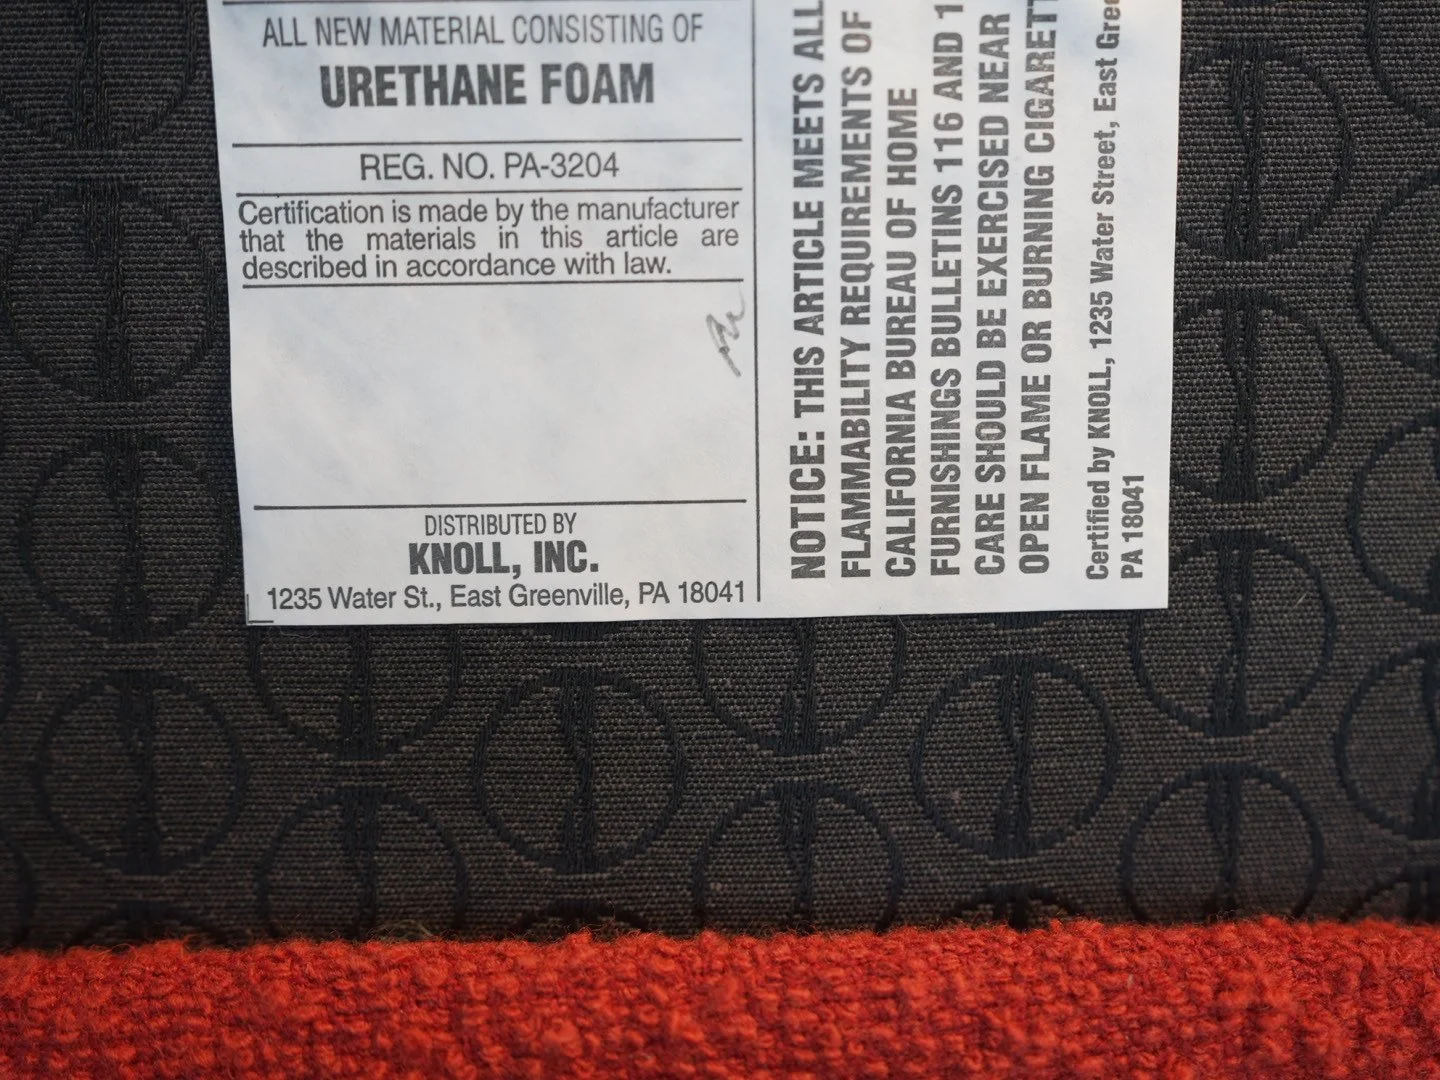 ALL NEW MATERIAL CONSISTING OF
URETHANE FOAM
REG. NO. PA-3204
Certification is made by the manufacturer
that the materials in this article are
described in accordance with law.
DISTRIBUTED BY
KNOLL, INC.
1235 Water St., East Greenville, PA 18041
NOTICE: THIS ARTICLE MEETS ALL
FLAMMABILITY REQUIREMENTS OF
CALIFORNIA BUREAU OF HOME
FURNISHINGS BULLETINS 116 AND 1
CARE SHOULD BE EXERCISED NEAR
OPEN FLAME OR BURNING CIGARETT
Certified by KNOLL, 1235 Water Street, East Gree
PA 18041